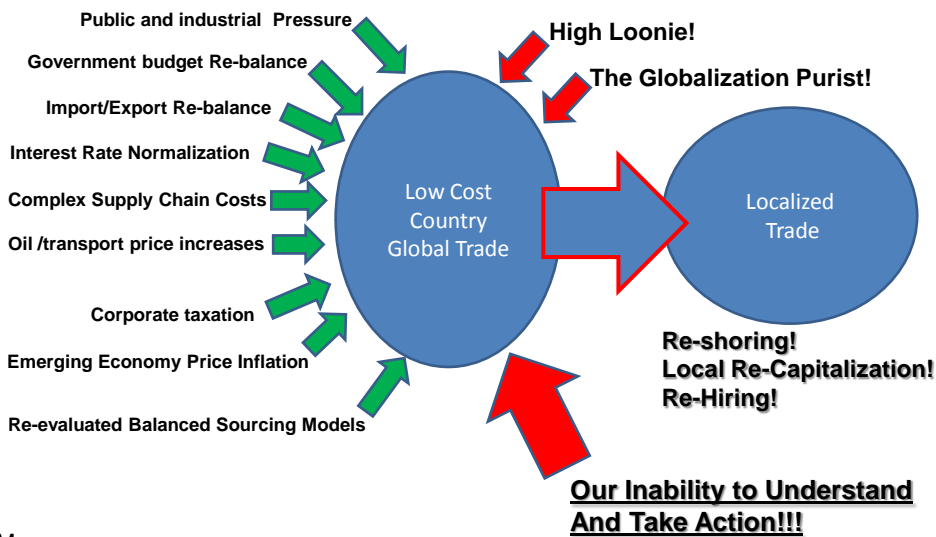 Public and industrial Pressure
Government budget Re-balance
Import/Export Re-balance
Interest Rate Normalization
Complex Supply Chain Costs
Oil /transport price increases
Corporate taxation
Emerging Economy Price Inflation
Re-evaluated Balanced Sourcing Models
High Loonie!
The Globalization Purist!
Low Cost
Country
Global Trade
Localized
Trade
Re-shoring!
Local Re-Capitalization!
Re-Hiring!
Our Inability to Understand
And Take Action!!!